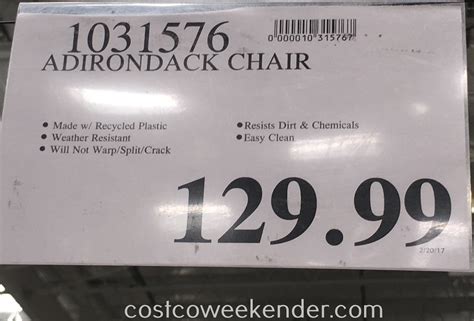 1031576
0 000010 315767
ADIRONDACK CHAIR
• Made w/ Recycled Plastic
• Weather Resistant
• Will Not Warp/Split/Crack
• Resists Dirt & Chemicals
• Easy Clean
129.99
2/20/17
costcoweekender.com